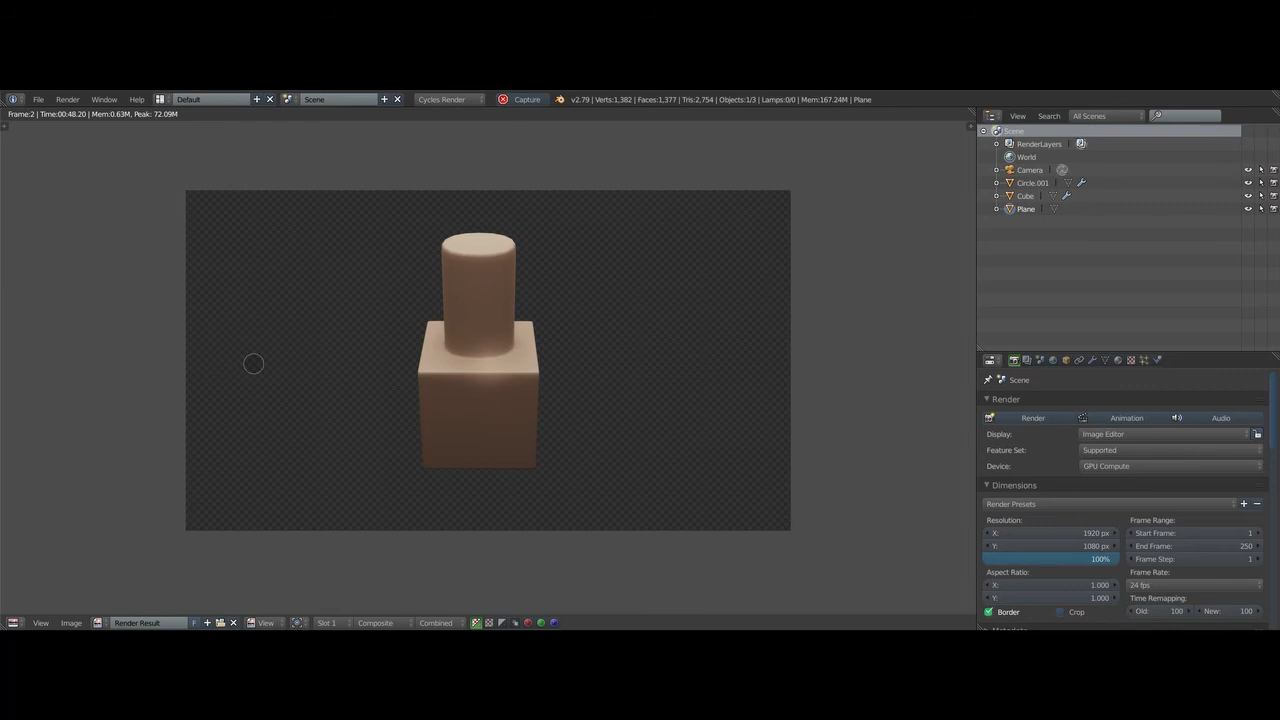 File Render Window Help Default Scene Cycles Render Capture v2.79 | Verts:1,382 | Faces:1,377 | Tris:2,754 | Objects:1/3 | Lamps:0/0 | Mem:167.24M | Plane
Frame:2 | Time:00:48.20 | Mem:0.63M, Peak: 72.09M
View Search All Scenes
Scene
RenderLayers
World
Camera
Circle.001
Cube
Plane
Scene
Render
Render Animation Audio
Display: Image Editor
Feature Set: Supported
Device: GPU Compute
Dimensions
Render Presets
Resolution: Frame Range:
X: 1920 px Start Frame: 1
Y: 1080 px End Frame: 250
100% Frame Step: 1
Aspect Ratio: Frame Rate:
X: 1.000 24 fps
Y: 1.000 Time Remapping:
Border Crop Old: 100 New: 100
View Image Render Result F View Slot 1 Composite Combined